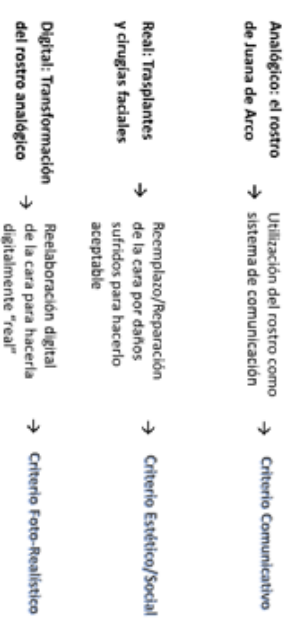 Analógico: el rostro
de Juana de Arco
→ Utilización del rostro como
sistema de comunicación
→ Criterio Comunicativo
Real: Trasplantes
y cirugías faciales
→ Reemplazo/Reparación
de la cara por daños
sufridos para hacerlo
aceptable
→ Criterio Estético/Social
Digital: Transformación
del rostro analógico
→ Reelaboración digital
de la cara para hacerla
digitalmente "real"
→ Criterio Foto-Realístico